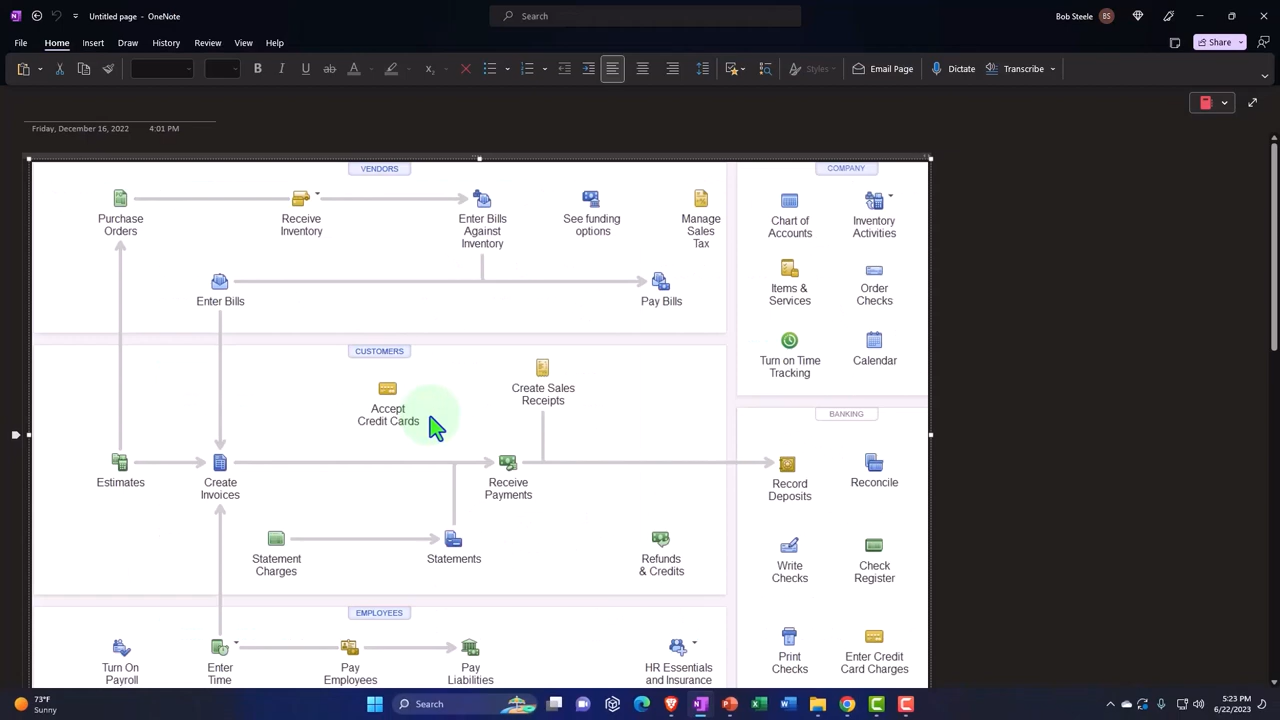 Untitled page - OneNote
Search
Bob Steele
BS
File
Home
Insert
Draw
History
Review
View
Help
Share
B
I
U
ab
A
x
Styles
Email Page
Dictate
Transcribe
Friday, December 16, 2022
4:01 PM
VENDORS
Purchase
Orders
Receive
Inventory
Enter Bills
Against
Inventory
See funding
options
Manage
Sales
Tax
Enter Bills
Pay Bills
CUSTOMERS
Accept
Credit Cards
Create Sales
Receipts
Estimates
Create
Invoices
Receive
Payments
Statement
Charges
Statements
Refunds
& Credits
EMPLOYEES
Turn On
Payroll
Enter
Time
Pay
Employees
Pay
Liabilities
HR Essentials
and Insurance
COMPANY
Chart of
Accounts
Inventory
Activities
Items &
Services
Order
Checks
Turn on Time
Tracking
Calendar
BANKING
Record
Deposits
Reconcile
Write
Checks
Check
Register
Print
Checks
Enter Credit
Card Charges
73°F
Sunny
Search
5:23 PM
6/22/2023